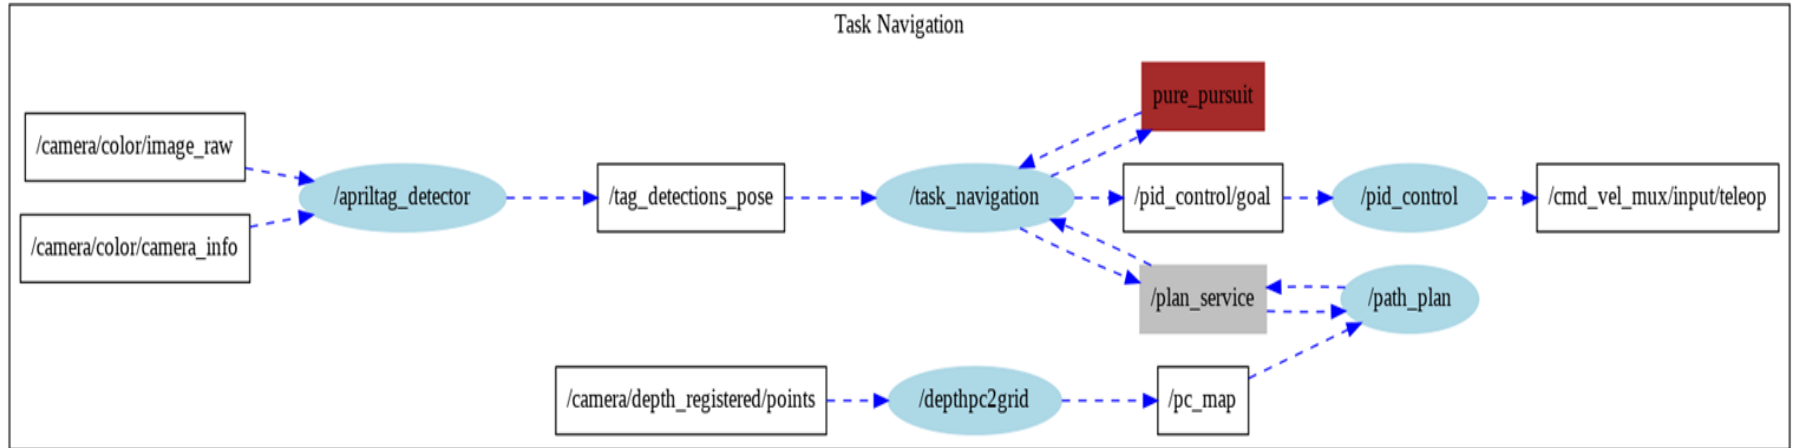 Task Navigation
pure_pursuit
/camera/color/image_raw
/apriltag_detector
/tag_detections_pose
/task_navigation
/pid_control/goal
/pid_control
/cmd_vel_mux/input/teleop
/camera/color/camera_info
/plan_service
/path_plan
/camera/depth_registered/points
/depthpc2grid
/pc_map